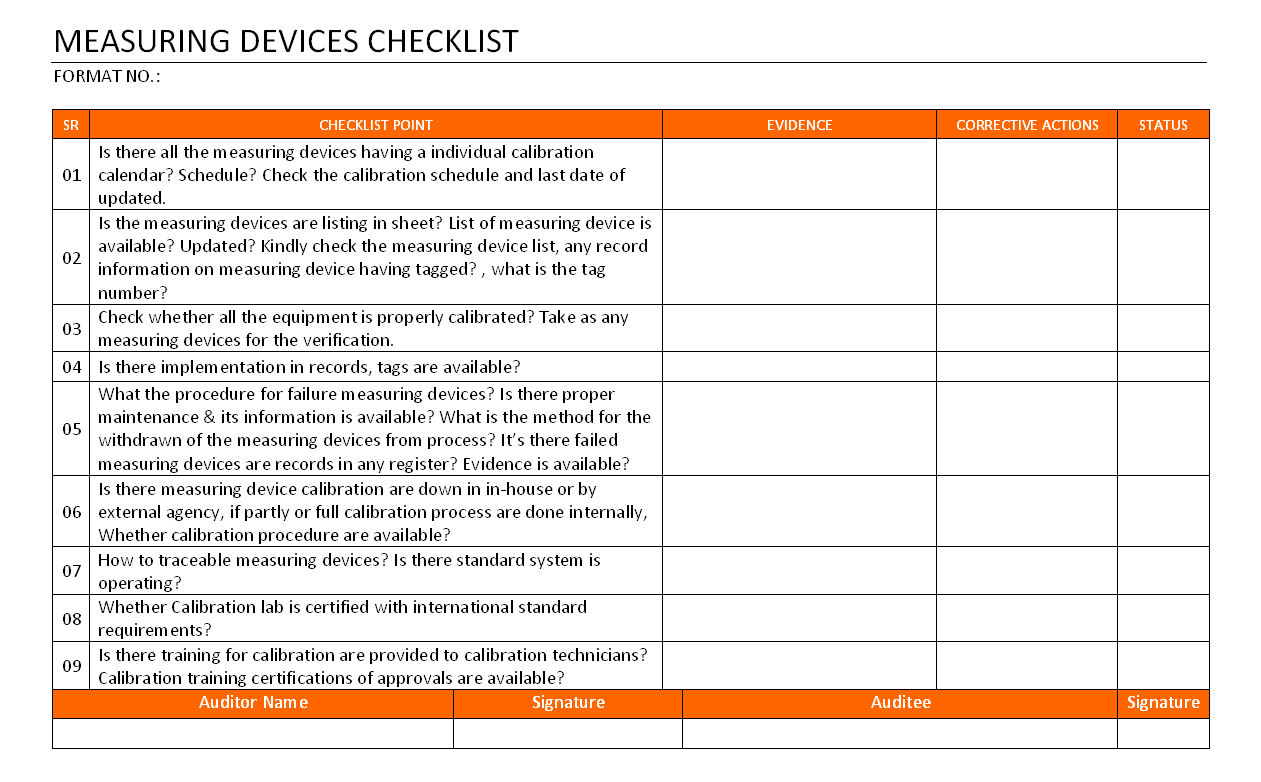 MEASURING DEVICES CHECKLIST
FORMAT NO.:
SR CHECKLIST POINT EVIDENCE CORRECTIVE ACTIONS STATUS
01 Is there all the measuring devices having a individual calibration
calendar? Schedule? Check the calibration schedule and last date of
updated.
02 Is the measuring devices are listing in sheet? List of measuring device is
available? Updated? Kindly check the measuring device list, any record
information on measuring device having tagged? , what is the tag
number?
03 Check whether all the equipment is properly calibrated? Take as any
measuring devices for the verification.
04 Is there implementation in records, tags are available?
05 What the procedure for failure measuring devices? Is there proper
maintenance & its information is available? What is the method for the
withdrawn of the measuring devices from process? It’s there failed
measuring devices are records in any register? Evidence is available?
06 Is there measuring device calibration are down in in-house or by
external agency, if partly or full calibration process are done internally,
Whether calibration procedure are available?
07 How to traceable measuring devices? Is there standard system is
operating?
08 Whether Calibration lab is certified with international standard
requirements?
09 Is there training for calibration are provided to calibration technicians?
Calibration training certifications of approvals are available?
Auditor Name Signature Auditee Signature